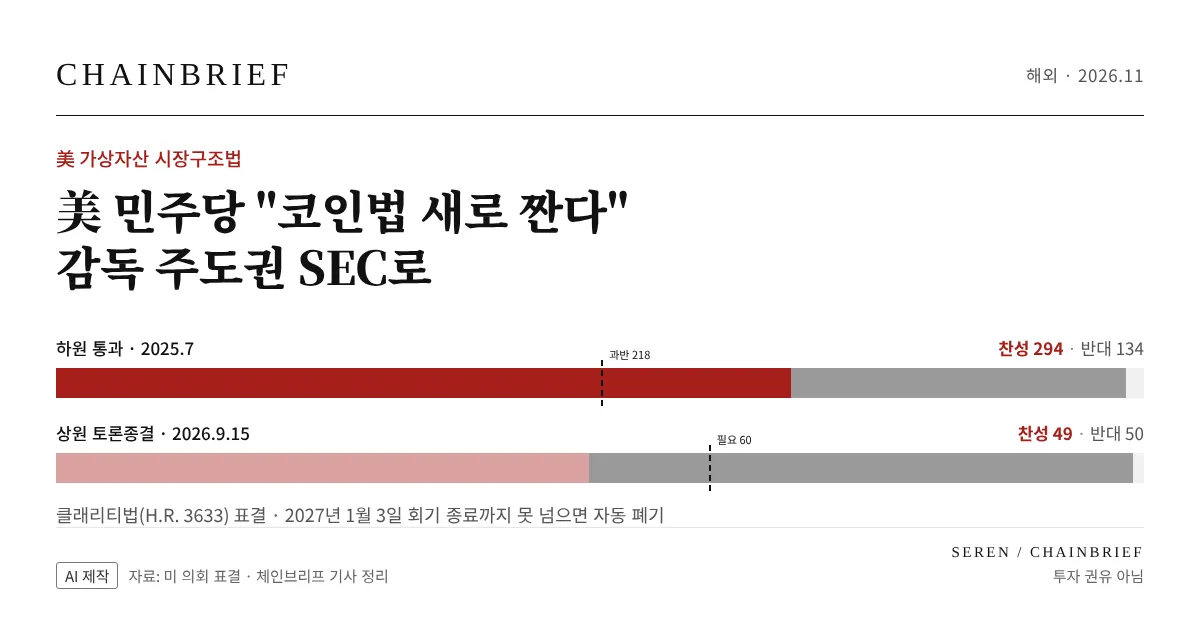 CHAINBRIEF
해외 · 2026.11
美 가상자산 시장구조법
美 민주당 "코인법 새로 짠다"
감독 주도권 SEC로
하원 통과 · 2025.7
찬성 294 · 반대 134
과반 218
상원 토론종결 · 2026.9.15
찬성 49 · 반대 50
필요 60
클래리티법(H.R. 3633) 표결 · 2027년 1월 3일 회기 종료까지 못 넘으면 자동 폐기
SEREN / CHAINBRIEF
AI 제작 자료: 미 의회 표결 · 체인브리프 기사 정리
투자 권유 아님